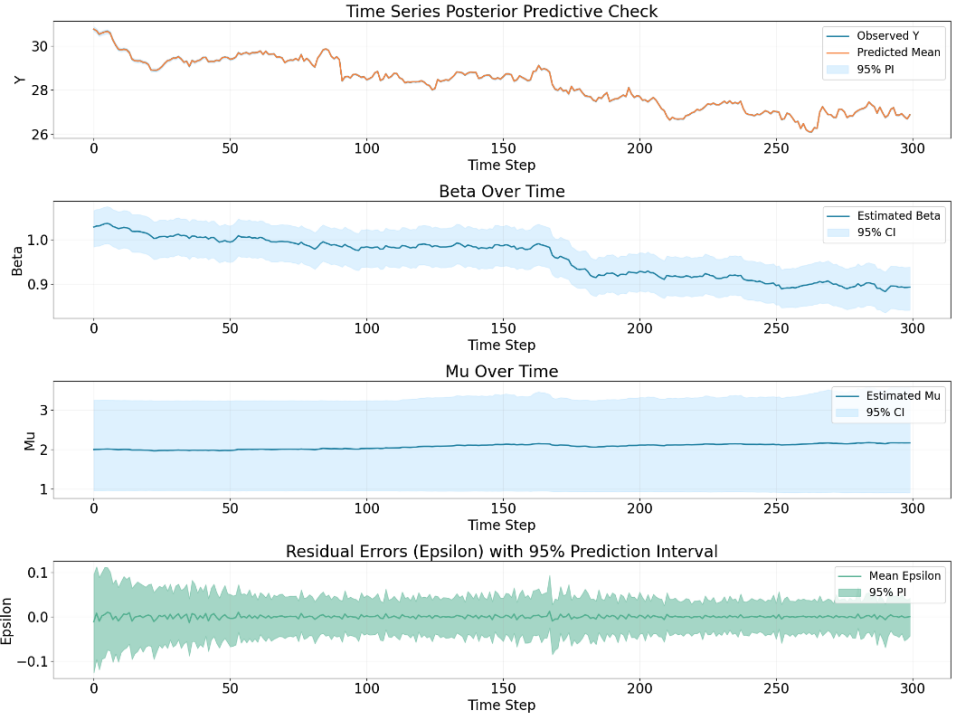 Time Series Posterior Predictive Check
Y
30
28
26
Observed Y
Predicted Mean
95% PI
0 50 100 150 200 250 300
Time Step
Beta Over Time
Beta
1.0
0.9
Estimated Beta
95% CI
0 50 100 150 200 250 300
Time Step
Mu Over Time
Mu
3
2
1
Estimated Mu
95% CI
0 50 100 150 200 250 300
Time Step
Residual Errors (Epsilon) with 95% Prediction Interval
Epsilon
0.1
0.0
−0.1
Mean Epsilon
95% PI
0 50 100 150 200 250 300
Time Step